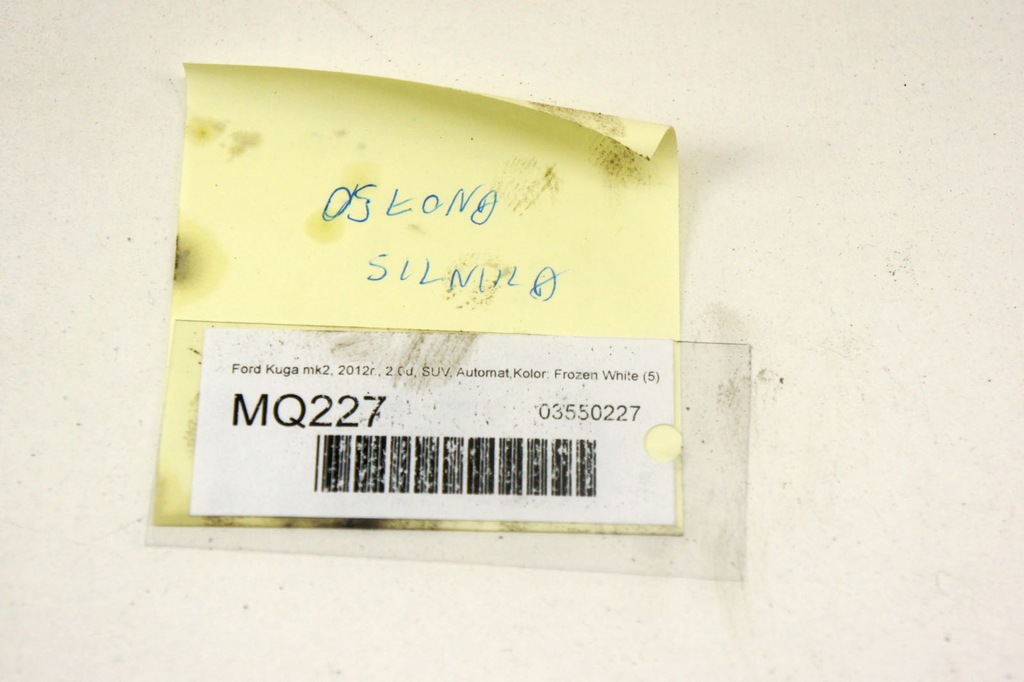 OSŁONA
SILNIKA
Ford Kuga mk2, 2012r., 2.0d, SUV, Automat,Kolor: Frozen White (5)
MQ227
03550227